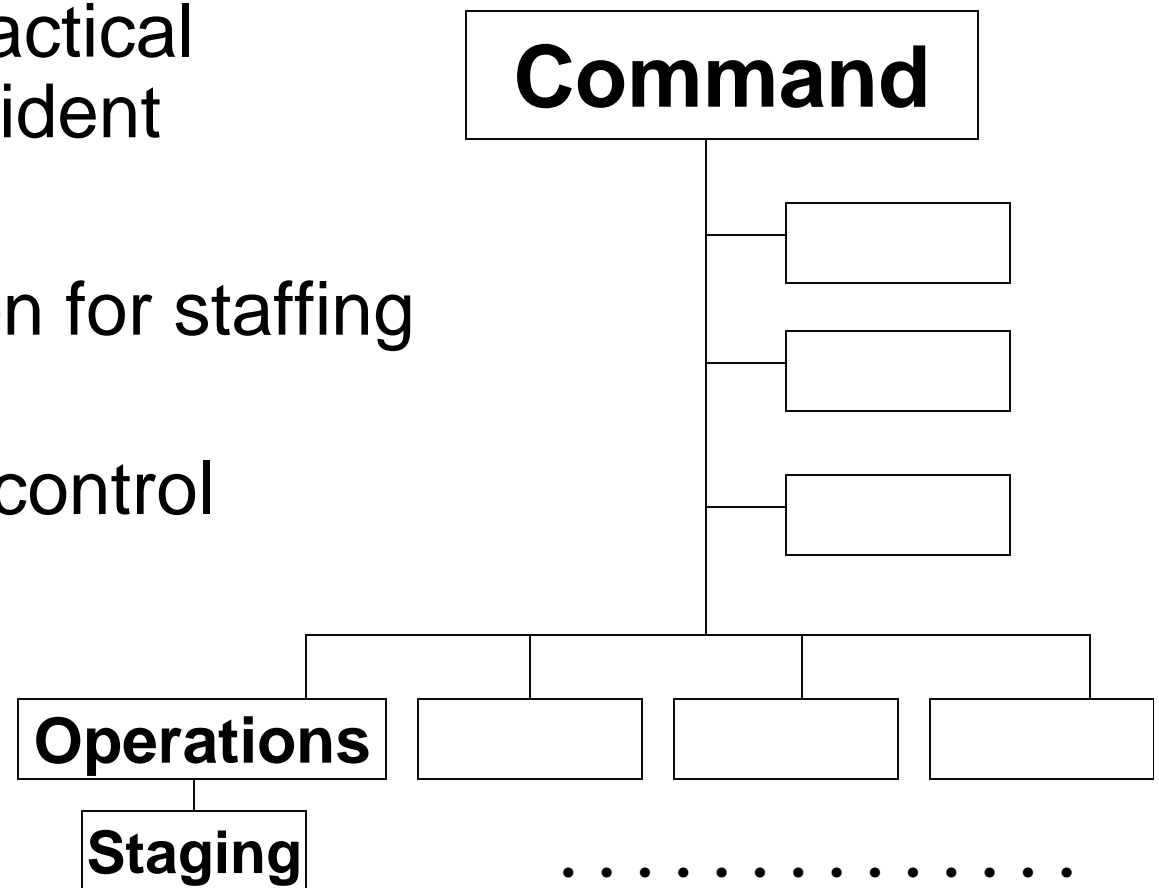 actical
ident
n for staffing
control
Command
Operations
Staging
. . . . . . . . . . . . . .